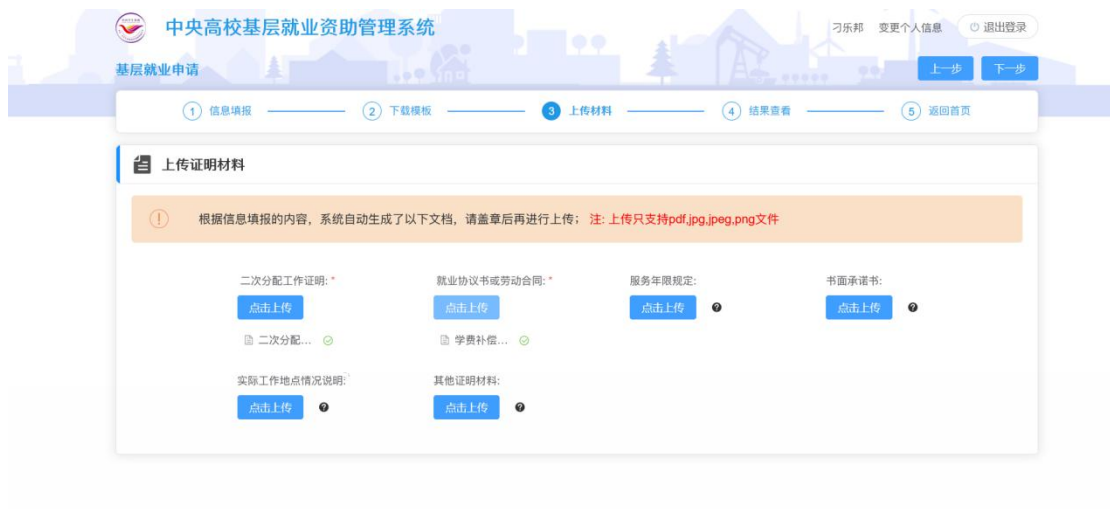 中央高校基层就业资助管理系统
刁乐邦 变更个人信息 退出登录
基层就业申请
上一步 下一步
1 信息填报 2 下载模板 3 上传材料 4 结果查看 5 返回首页
上传证明材料
根据信息填报的内容，系统自动生成了以下文档，请盖章后再进行上传； 注: 上传只支持pdf,jpg,jpeg,png文件
二次分配工作证明: * 就业协议书或劳动合同: * 服务年限规定: 书面承诺书:
点击上传 点击上传 点击上传 ? 点击上传 ?
二次分配... 学费补偿...
实际工作地点情况说明: 其他证明材料:
点击上传 ? 点击上传 ?